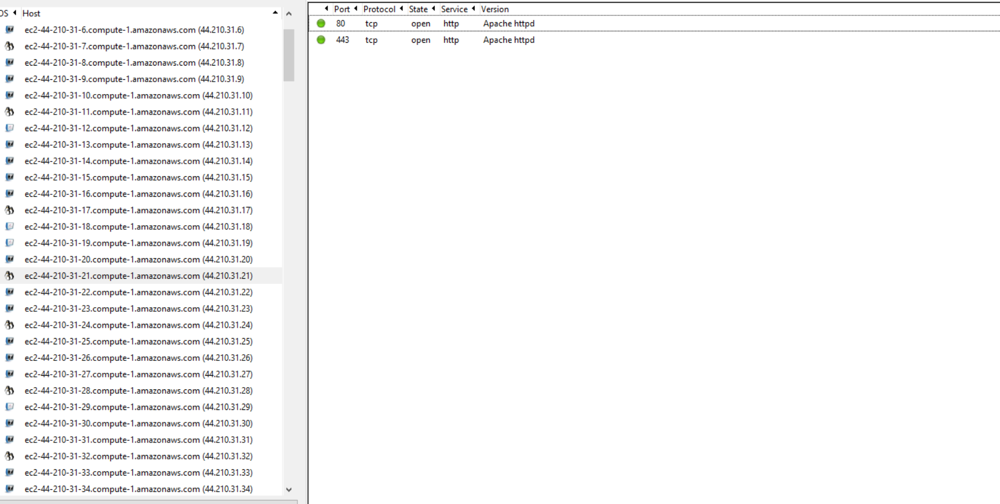 OS Host
ec2-44-210-31-6.compute-1.amazonaws.com (44.210.31.6)
ec2-44-210-31-7.compute-1.amazonaws.com (44.210.31.7)
ec2-44-210-31-8.compute-1.amazonaws.com (44.210.31.8)
ec2-44-210-31-9.compute-1.amazonaws.com (44.210.31.9)
ec2-44-210-31-10.compute-1.amazonaws.com (44.210.31.10)
ec2-44-210-31-11.compute-1.amazonaws.com (44.210.31.11)
ec2-44-210-31-12.compute-1.amazonaws.com (44.210.31.12)
ec2-44-210-31-13.compute-1.amazonaws.com (44.210.31.13)
ec2-44-210-31-14.compute-1.amazonaws.com (44.210.31.14)
ec2-44-210-31-15.compute-1.amazonaws.com (44.210.31.15)
ec2-44-210-31-16.compute-1.amazonaws.com (44.210.31.16)
ec2-44-210-31-17.compute-1.amazonaws.com (44.210.31.17)
ec2-44-210-31-18.compute-1.amazonaws.com (44.210.31.18)
ec2-44-210-31-19.compute-1.amazonaws.com (44.210.31.19)
ec2-44-210-31-20.compute-1.amazonaws.com (44.210.31.20)
ec2-44-210-31-21.compute-1.amazonaws.com (44.210.31.21)
ec2-44-210-31-22.compute-1.amazonaws.com (44.210.31.22)
ec2-44-210-31-23.compute-1.amazonaws.com (44.210.31.23)
ec2-44-210-31-24.compute-1.amazonaws.com (44.210.31.24)
ec2-44-210-31-25.compute-1.amazonaws.com (44.210.31.25)
ec2-44-210-31-26.compute-1.amazonaws.com (44.210.31.26)
ec2-44-210-31-27.compute-1.amazonaws.com (44.210.31.27)
ec2-44-210-31-28.compute-1.amazonaws.com (44.210.31.28)
ec2-44-210-31-29.compute-1.amazonaws.com (44.210.31.29)
ec2-44-210-31-30.compute-1.amazonaws.com (44.210.31.30)
ec2-44-210-31-31.compute-1.amazonaws.com (44.210.31.31)
ec2-44-210-31-32.compute-1.amazonaws.com (44.210.31.32)
ec2-44-210-31-33.compute-1.amazonaws.com (44.210.31.33)
ec2-44-210-31-34.compute-1.amazonaws.com (44.210.31.34)
Port Protocol State Service Version
80 tcp open http Apache httpd
443 tcp open http Apache httpd